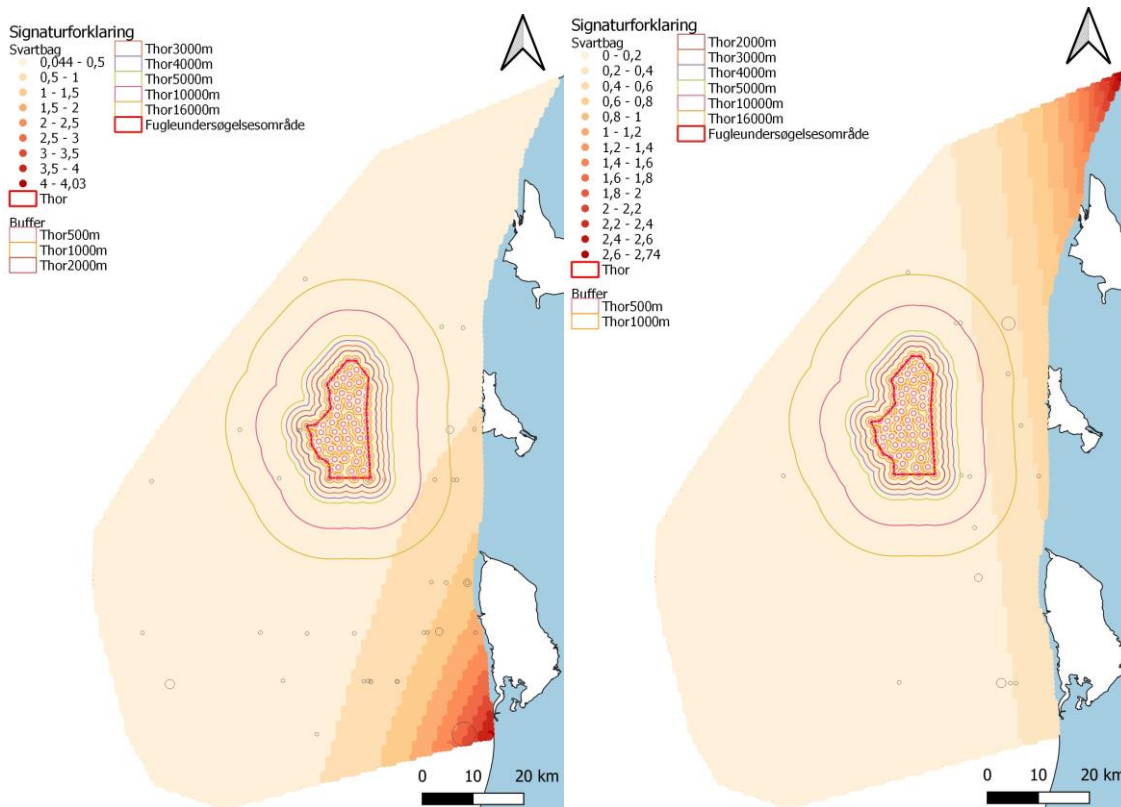 Signaturforklaring
Svartbag
0,044 - 0,5
0,5 - 1
1 - 1,5
1,5 - 2
2 - 2,5
2,5 - 3
3 - 3,5
3,5 - 4
4 - 4,03
Thor
Buffer
Thor500m
Thor1000m
Thor2000m
Thor3000m
Thor4000m
Thor5000m
Thor10000m
Thor16000m
Fugleundersøgelsesområde
0 10 20 km
Signaturforklaring
Svartbag
0 - 0,2
0,2 - 0,4
0,4 - 0,6
0,6 - 0,8
0,8 - 1
1 - 1,2
1,2 - 1,4
1,4 - 1,6
1,6 - 1,8
1,8 - 2
2 - 2,2
2,2 - 2,4
2,4 - 2,6
2,6 - 2,74
Thor
Buffer
Thor500m
Thor1000m
Thor2000m
Thor3000m
Thor4000m
Thor5000m
Thor10000m
Thor16000m
Fugleundersøgelsesområde
0 10 20 km